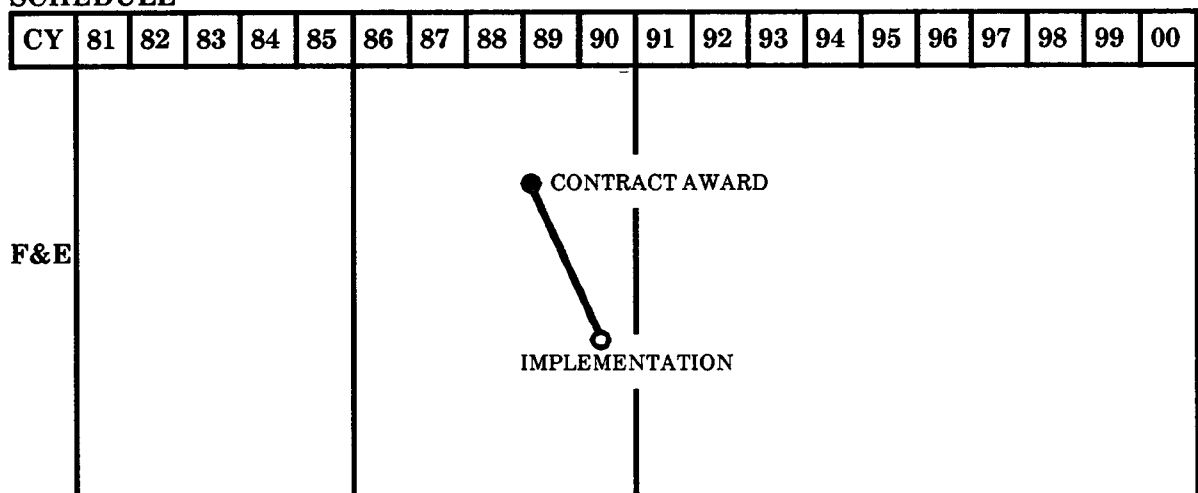 SCHEDULE
CY 81 82 83 84 85 86 87 88 89 90 91 92 93 94 95 96 97 98 99 00
CONTRACT AWARD
F&E
IMPLEMENTATION